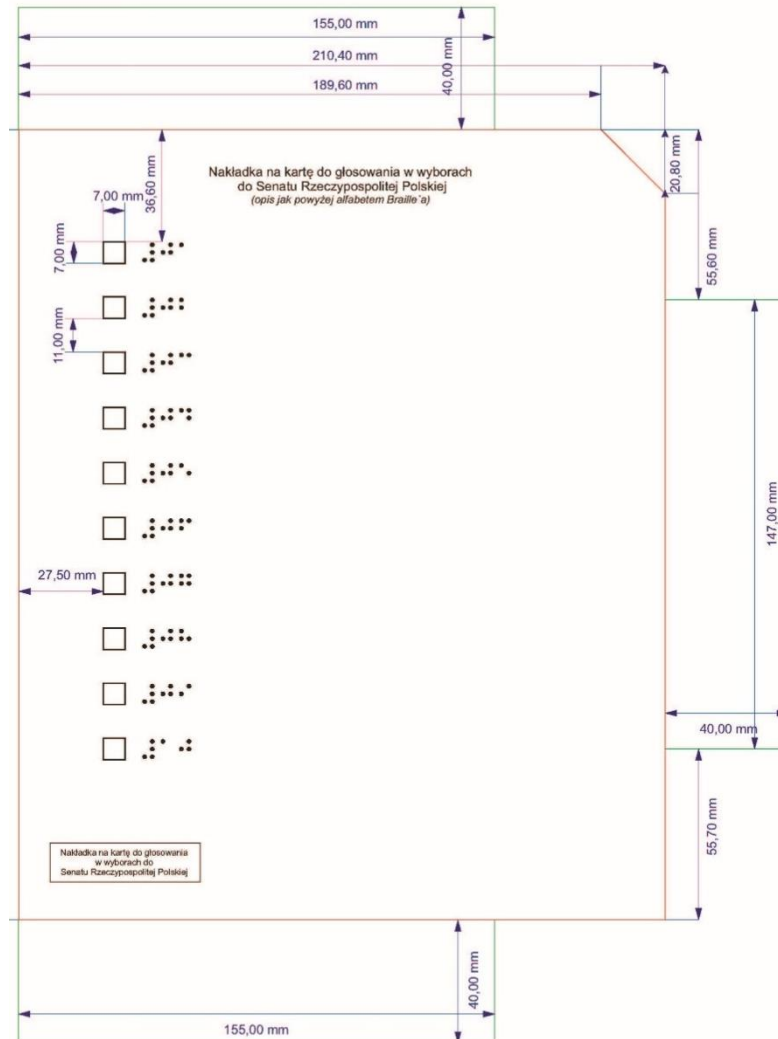 155,00 mm
210,40 mm
189,60 mm
40,00 mm
20,80 mm
36,60 mm
Nakładka na kartę do głosowania w wyborach
do Senatu Rzeczypospolitej Polskiej
(opis jak powyżej alfabetem Braille`a)
7,00 mm
7,00 mm
55,60 mm
11,00 mm
147,00 mm
27,50 mm
40,00 mm
55,70 mm
Nakładka na kartę do głosowania
w wyborach do
Senatu Rzeczypospolitej Polskiej
40,00 mm
155,00 mm